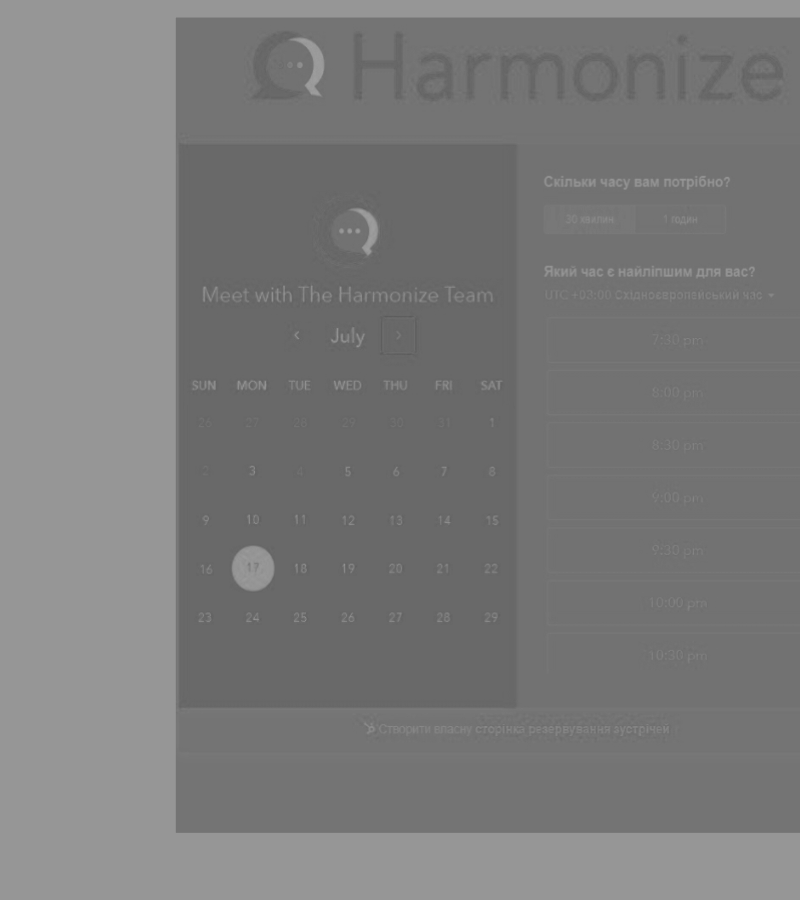 Harmonize
Meet with The Harmonize Team
‹ July ›
SUN MON TUE WED THU FRI SAT
26 27 28 29 30 31 1
2 3 4 5 6 7 8
9 10 11 12 13 14 15
16 17 18 19 20 21 22
23 24 25 26 27 28 29
Скільки часу вам потрібно?
30 хвилин 1 годин
Який час є найліпшим для вас?
UTC +03:00 Східноєвропейський час
7:30 pm
8:00 pm
8:30 pm
9:00 pm
9:30 pm
10:00 pm
10:30 pm
Створити власну сторінка резервування зустрічей